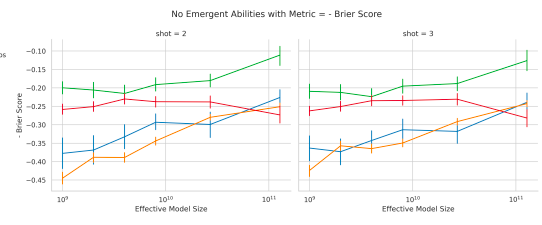 No Emergent Abilities with Metric = - Brier Score
shot = 2
shot = 3
- Brier Score
−0.10
−0.15
−0.20
−0.25
−0.30
−0.35
−0.40
−0.45
10⁹
10¹⁰
10¹¹
10⁹
10¹⁰
10¹¹
Effective Model Size
Effective Model Size